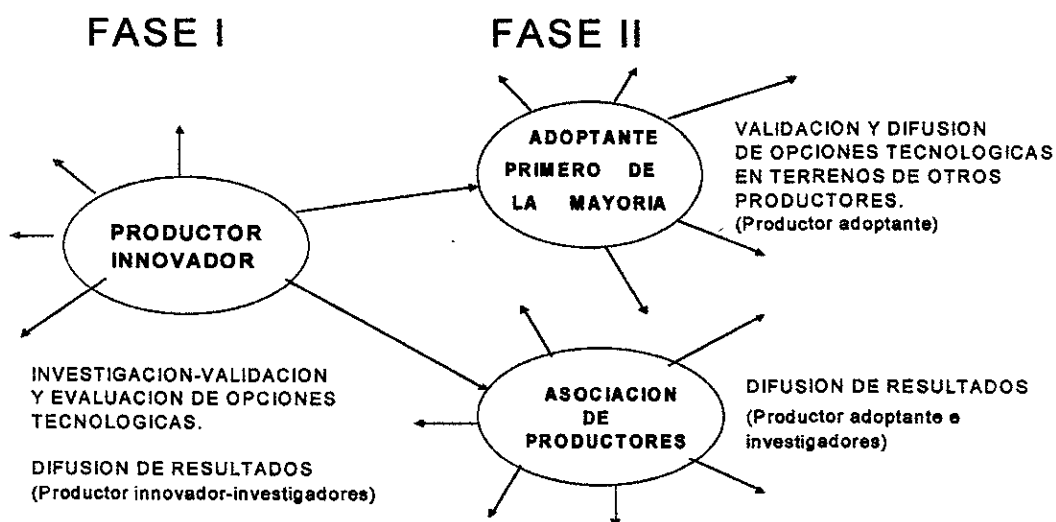 FASE I
FASE II
PRODUCTOR
INNOVADOR
INVESTIGACION-VALIDACION
Y EVALUACION DE OPCIONES
TECNOLOGICAS.
DIFUSION DE RESULTADOS
(Productor innovador-investigadores)
ADOPTANTE
PRIMERO DE
LA MAYORIA
VALIDACION Y DIFUSION
DE OPCIONES TECNOLOGICAS
EN TERRENOS DE OTROS
PRODUCTORES.
(Productor adoptante)
ASOCIACION
DE
PRODUCTORES
DIFUSION DE RESULTADOS
(Productor adoptante e
investigadores)